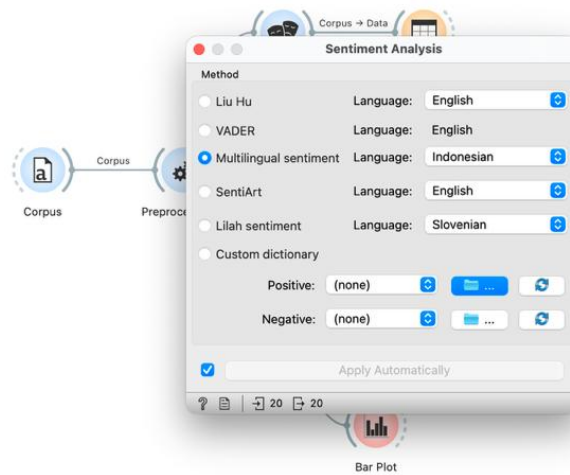 Corpus → Data
Sentiment Analysis
Method
Liu Hu Language: English
VADER Language: English
Multilingual sentiment Language: Indonesian
SentiArt Language: English
Lilah sentiment Language: Slovenian
Custom dictionary
Positive: (none) ...
Negative: (none) ...
Apply Automatically
? 20 20
Corpus
a
Corpus
Bar Plot